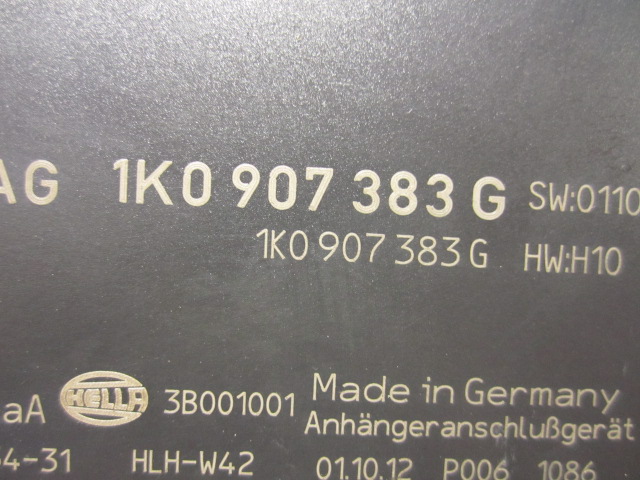 AG 1K0 907 383 G SW:0110
1K0 907 383 G HW:H10
aA HELLA 3B001001 Made in Germany
Anhängeranschlußgerät
4-31 HLH-W42 01.10.12 P006 1086